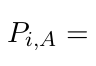 P_{i,A} =